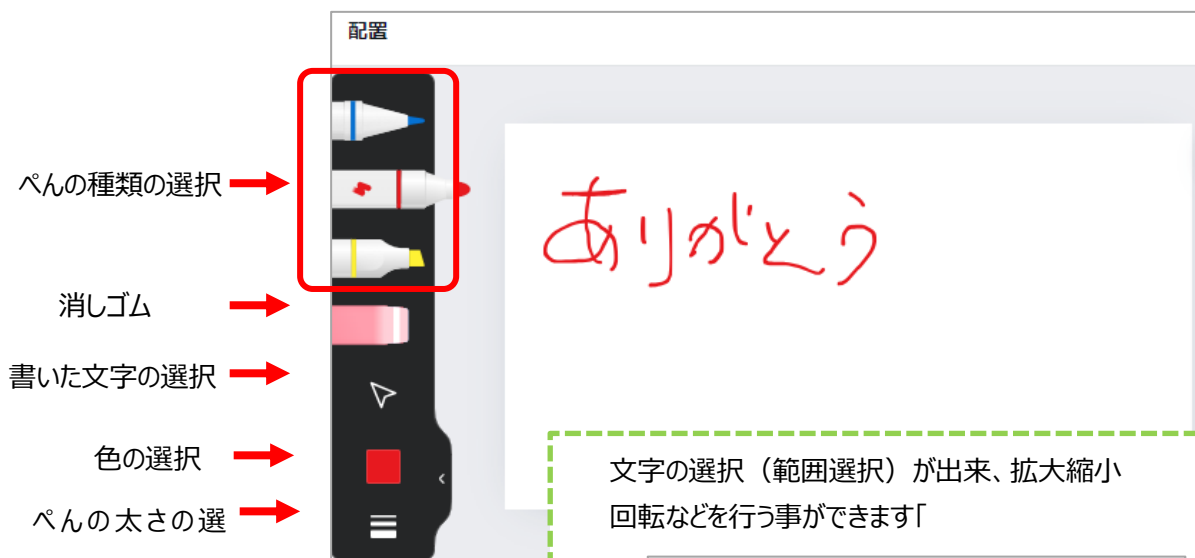 配置
ぺんの種類の選択
ありがとう
消しゴム
書いた文字の選択
色の選択
ぺんの太さの選
文字の選択（範囲選択）が出来、拡大縮小
回転などを行う事ができます「